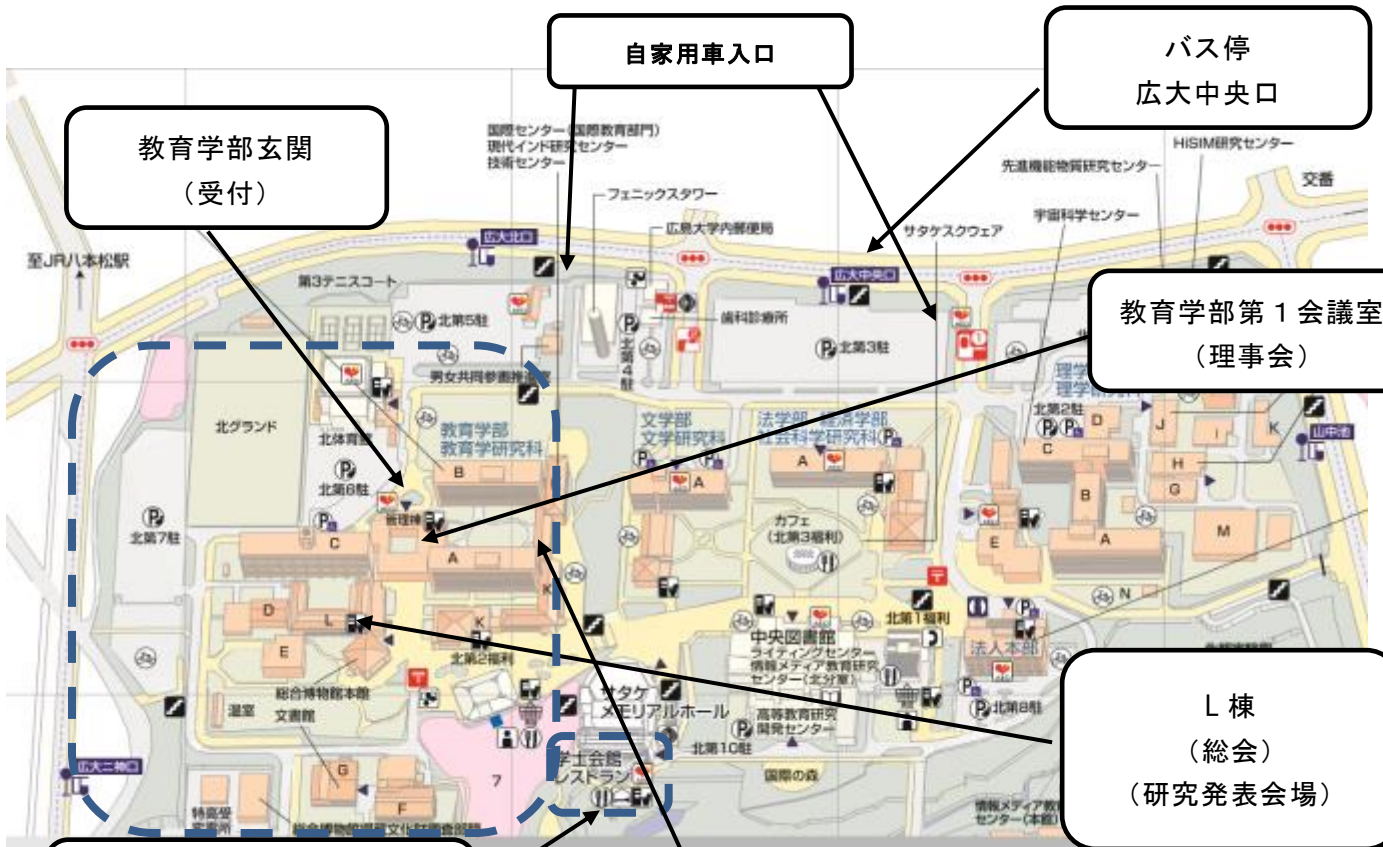 自家用車入口
バス停
広大中央口
教育学部玄関
（受付）
国際センター(国際教育部門)
現代インド研究センター
技術センター
フェニックスタワー
広島大学内郵便局
サタケスクウェア
先進機能物質研究センター
HiSIM研究センター
宇宙科学センター
交番
至JR八本松駅
広大北口
広大中央口
第3テニスコート
北第5駐
歯科診療所
北第4駐
北第3駐
教育学部第１会議室
（理事会）
男女共同参画推
北グランド
北体育館
北第6駐
北第7駐
教育学部
教育学研究科
文学部
文学研究科
法学部 経済学部
社会科学研究科
理学
北第2駐
山中池
管理棟
カフェ
(北第3福利)
A
B
C
D
E
K
L
A
A
A
B
C
D
E
G
H
I
J
K
M
N
北第2福利
総合博物館本館
文書館
温室
サタケ
メモリアルホール
中央図書館
ライティングセンター
情報メディア教育研究
センター(北分室)
高等教育研究
開発センター
北第1福利
法人本部
北第8駐
北第10駐
国際の森
学士会館
レストラン
広大二神口
G
F
7
L棟
（総会）
（研究発表会場）
情報メディア教
センター(本館)